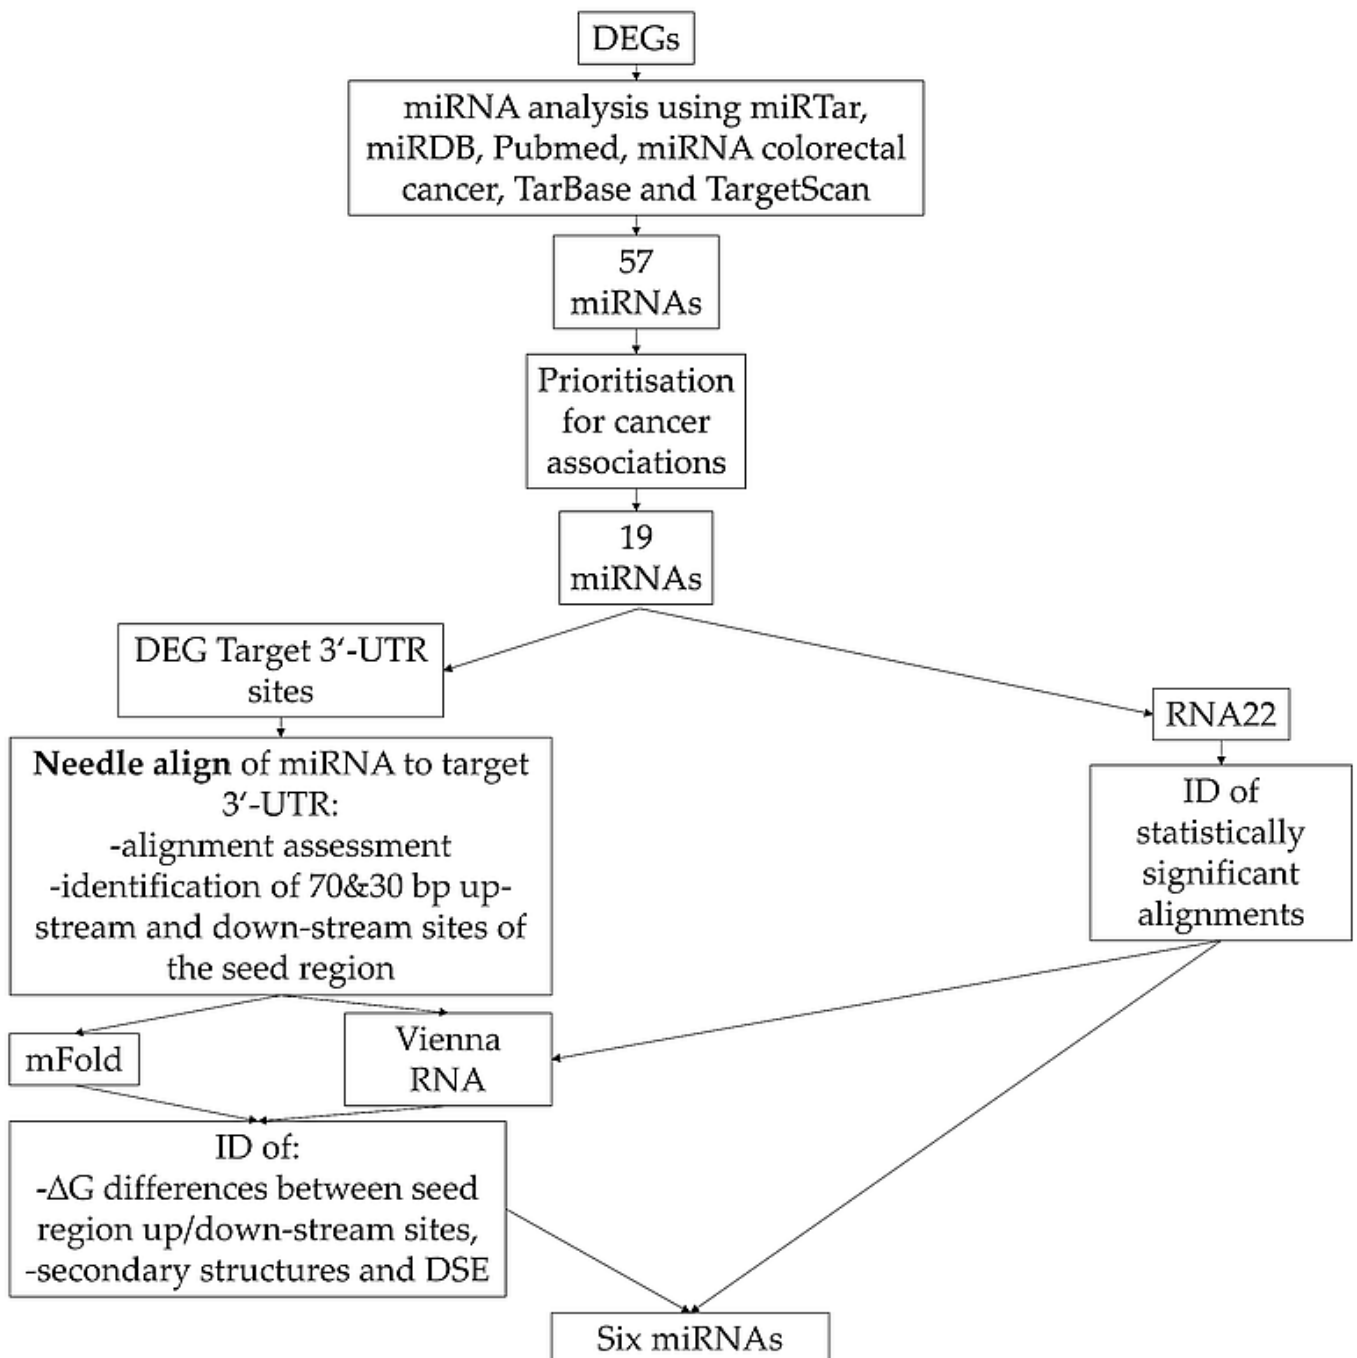 DEGs
miRNA analysis using miRTar,
miRDB, Pubmed, miRNA colorectal
cancer, TarBase and TargetScan
57
miRNAs
Prioritisation
for cancer
associations
19
miRNAs
DEG Target 3‘-UTR
sites
RNA22
Needle align of miRNA to target
3‘-UTR:
-alignment assessment
-identification of 70&30 bp up-
stream and down-stream sites of
the seed region
ID of
statistically
significant
alignments
mFold
Vienna
RNA
ID of:
-ΔG differences between seed
region up/down-stream sites,
-secondary structures and DSE
Six miRNAs